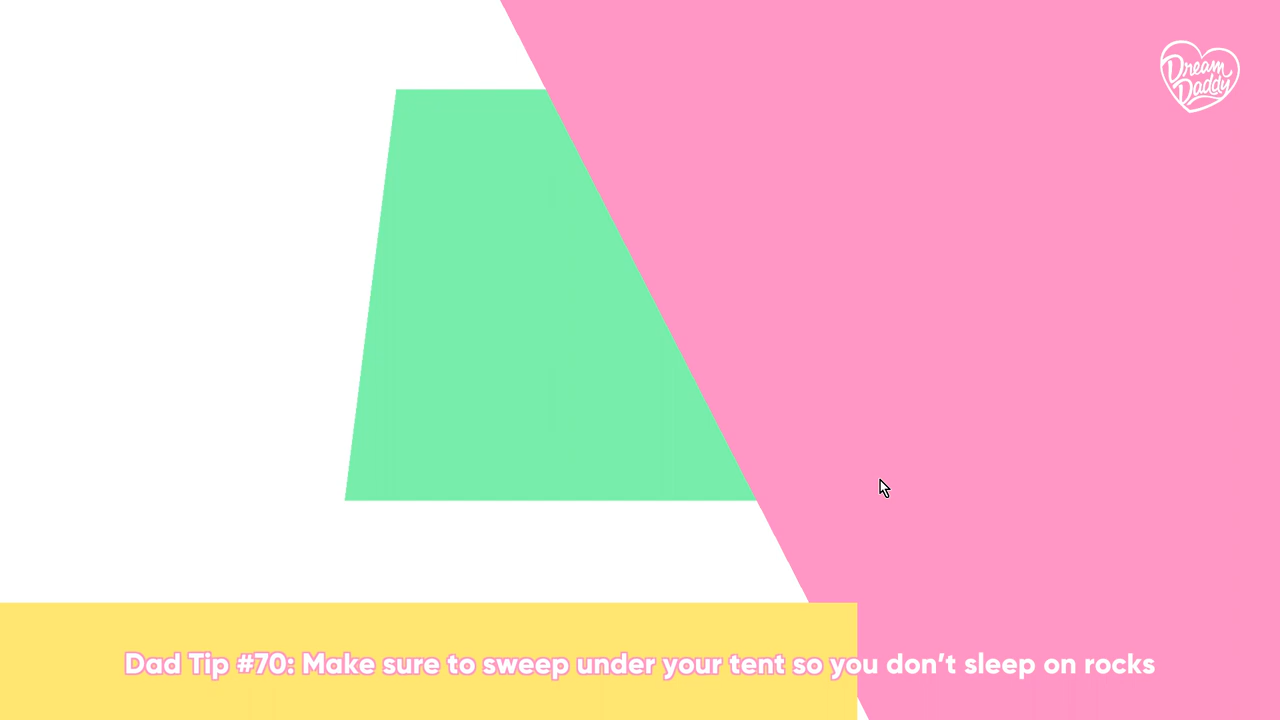 Dream
Daddy
Dad Tip #70: Make sure to sweep under your tent so you don’t sleep on rocks